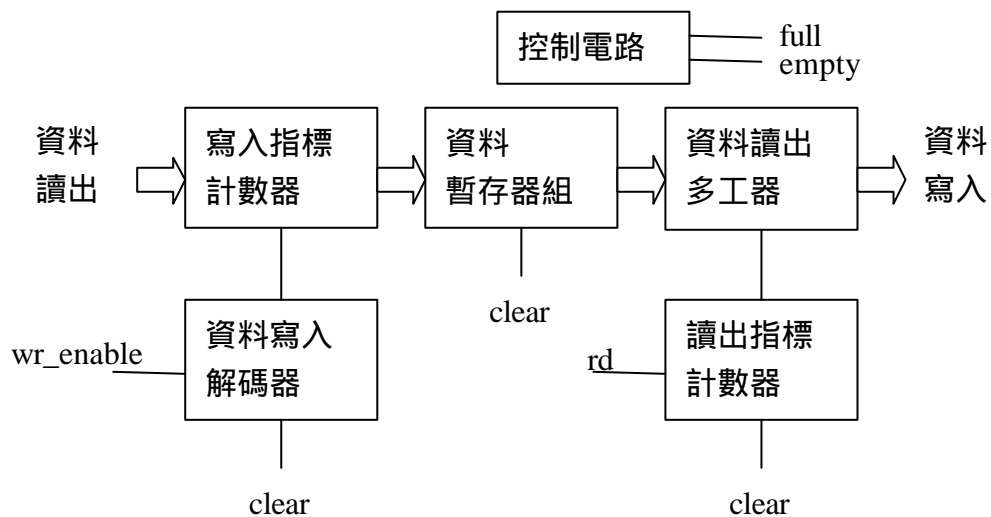 控制電路
full
empty
資料
讀出
寫入指標
計數器
資料
暫存器組
資料讀出
多工器
資料
寫入
clear
wr_enable
資料寫入
解碼器
rd
讀出指標
計數器
clear
clear